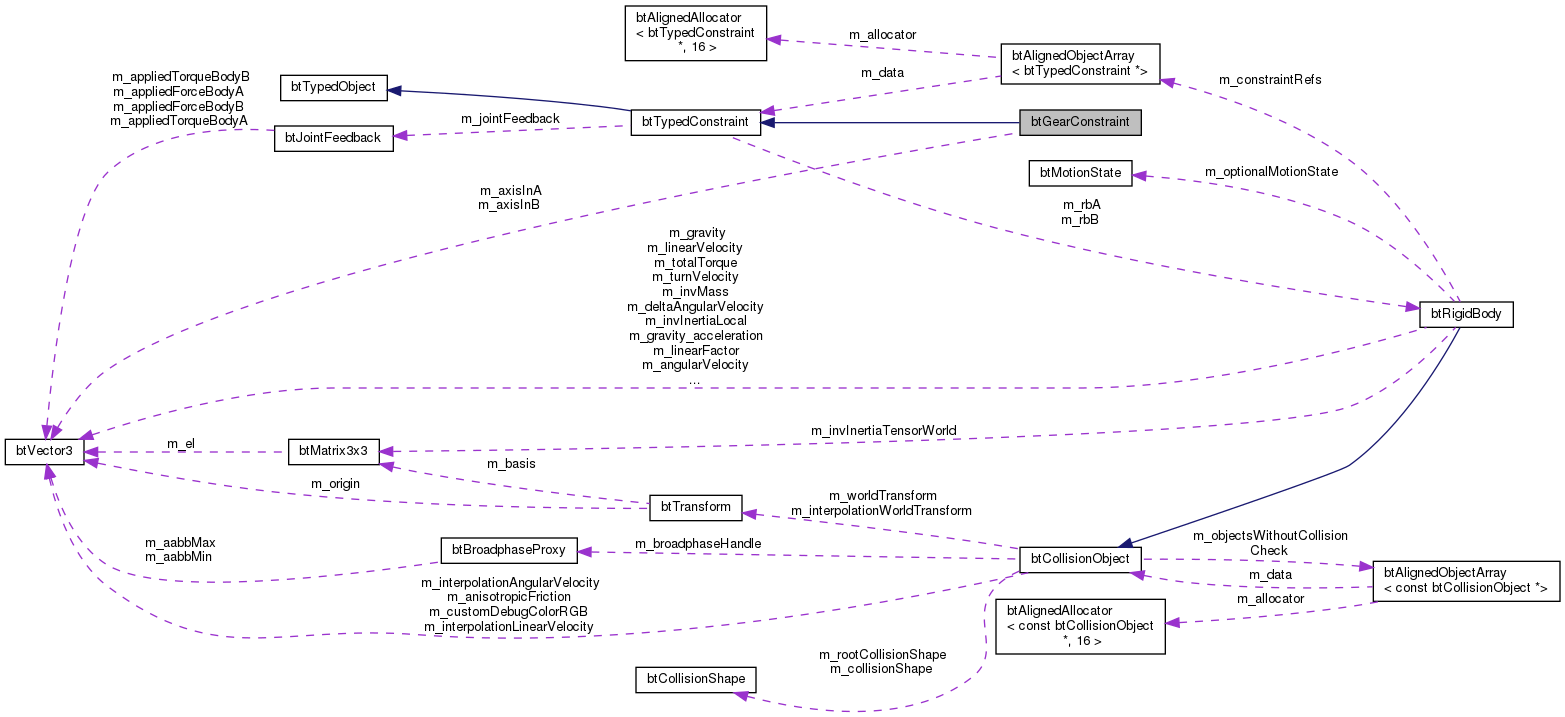 btAlignedAllocator
< btTypedConstraint
*, 16 >
m_allocator
btAlignedObjectArray
< btTypedConstraint *>
m_data
m_constraintRefs
m_appliedTorqueBodyB
m_appliedForceBodyA
m_appliedForceBodyB
m_appliedTorqueBodyA
btTypedObject
btJointFeedback
m_jointFeedback
btTypedConstraint
btGearConstraint
btMotionState
m_optionalMotionState
m_axisInA
m_axisInB
m_rbA
m_rbB
m_gravity
m_linearVelocity
m_totalTorque
m_turnVelocity
m_invMass
m_deltaAngularVelocity
m_invInertiaLocal
m_gravity_acceleration
m_linearFactor
m_angularVelocity
...
btRigidBody
btVector3
m_el
btMatrix3x3
m_invInertiaTensorWorld
m_basis
m_origin
btTransform
m_worldTransform
m_interpolationWorldTransform
m_aabbMax
m_aabbMin
btBroadphaseProxy
m_broadphaseHandle
btCollisionObject
m_objectsWithoutCollision
Check
m_data
m_allocator
btAlignedObjectArray
< const btCollisionObject *>
m_interpolationAngularVelocity
m_anisotropicFriction
m_customDebugColorRGB
m_interpolationLinearVelocity
btAlignedAllocator
< const btCollisionObject
*, 16 >
m_rootCollisionShape
m_collisionShape
btCollisionShape